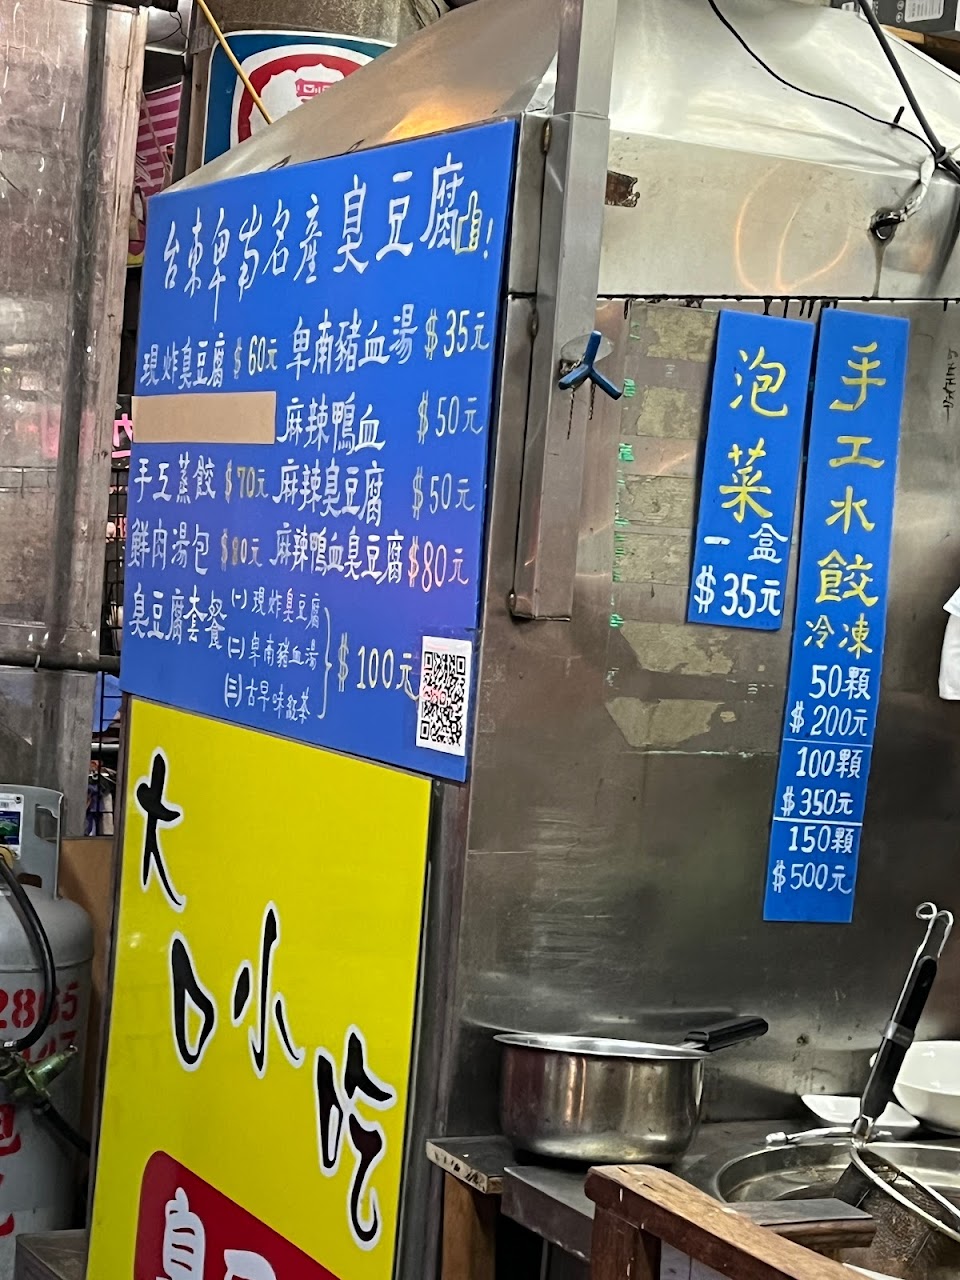 台東卑南名產臭豆腐!
現炸臭豆腐 $60元 卑南豬血湯 $35元
麻辣鴨血 $50元
手工蒸餃 $70元 麻辣臭豆腐 $50元
鮮肉湯包 $80元 麻辣鴨血臭豆腐 $80元
臭豆腐套餐 (一) 現炸臭豆腐
(二) 卑南豬血湯
(三) 古早味紅茶
$100元
泡菜
一盒
$35元
手工水餃
冷凍
50顆
$200元
100顆
$350元
150顆
$500元
大口小吃
臭豆